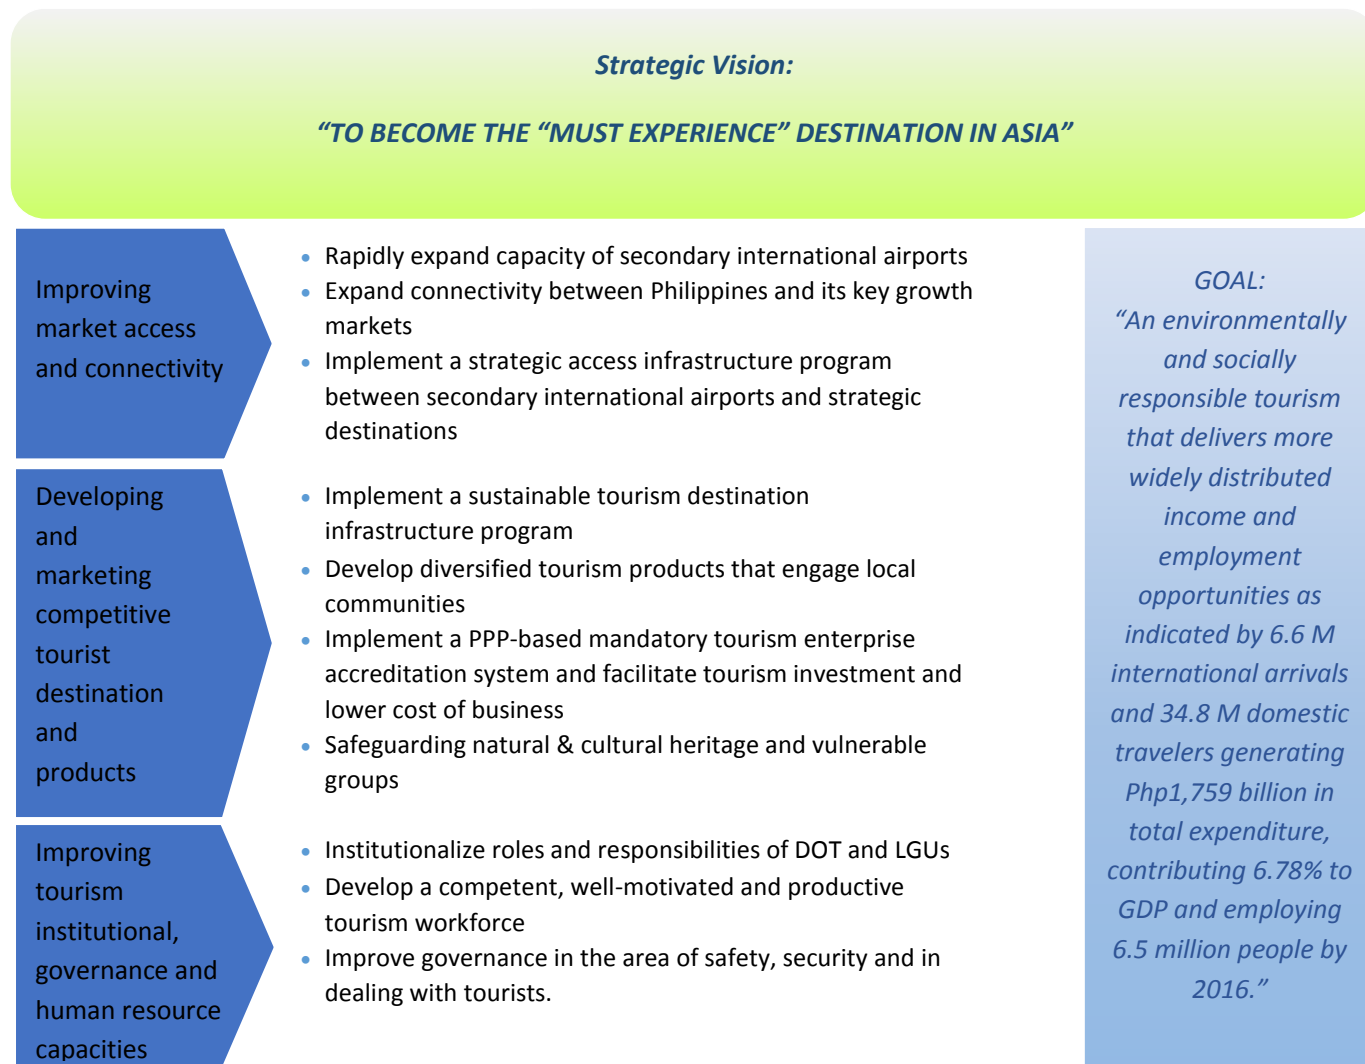 Strategic Vision:
“TO BECOME THE “MUST EXPERIENCE” DESTINATION IN ASIA”
Improving
market access
and connectivity
• Rapidly expand capacity of secondary international airports
• Expand connectivity between Philippines and its key growth
markets
• Implement a strategic access infrastructure program
between secondary international airports and strategic
destinations
Developing
and
marketing
competitive
tourist
destination
and
products
• Implement a sustainable tourism destination
infrastructure program
• Develop diversified tourism products that engage local
communities
• Implement a PPP-based mandatory tourism enterprise
accreditation system and facilitate tourism investment and
lower cost of business
• Safeguarding natural & cultural heritage and vulnerable
groups
Improving
tourism
institutional,
governance and
human resource
capacities
• Institutionalize roles and responsibilities of DOT and LGUs
• Develop a competent, well-motivated and productive
tourism workforce
• Improve governance in the area of safety, security and in
dealing with tourists.
GOAL:
“An environmentally
and socially
responsible tourism
that delivers more
widely distributed
income and
employment
opportunities as
indicated by 6.6 M
international arrivals
and 34.8 M domestic
travelers generating
Php1,759 billion in
total expenditure,
contributing 6.78% to
GDP and employing
6.5 million people by
2016.”